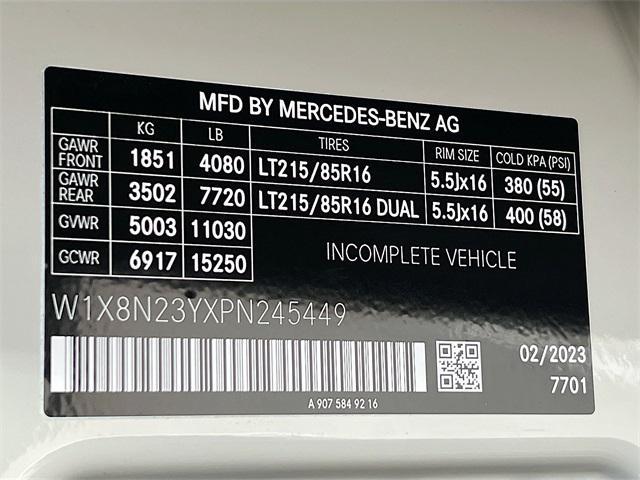 MFD BY MERCEDES-BENZ AG
KG LB TIRES RIM SIZE COLD KPA (PSI)
GAWR FRONT 1851 4080 LT215/85R16 5.5Jx16 380 (55)
GAWR REAR 3502 7720 LT215/85R16 DUAL 5.5Jx16 400 (58)
GVWR 5003 11030
GCWR 6917 15250
INCOMPLETE VEHICLE
W1X8N23YXPN245449
02/2023
7701
A 907 584 92 16